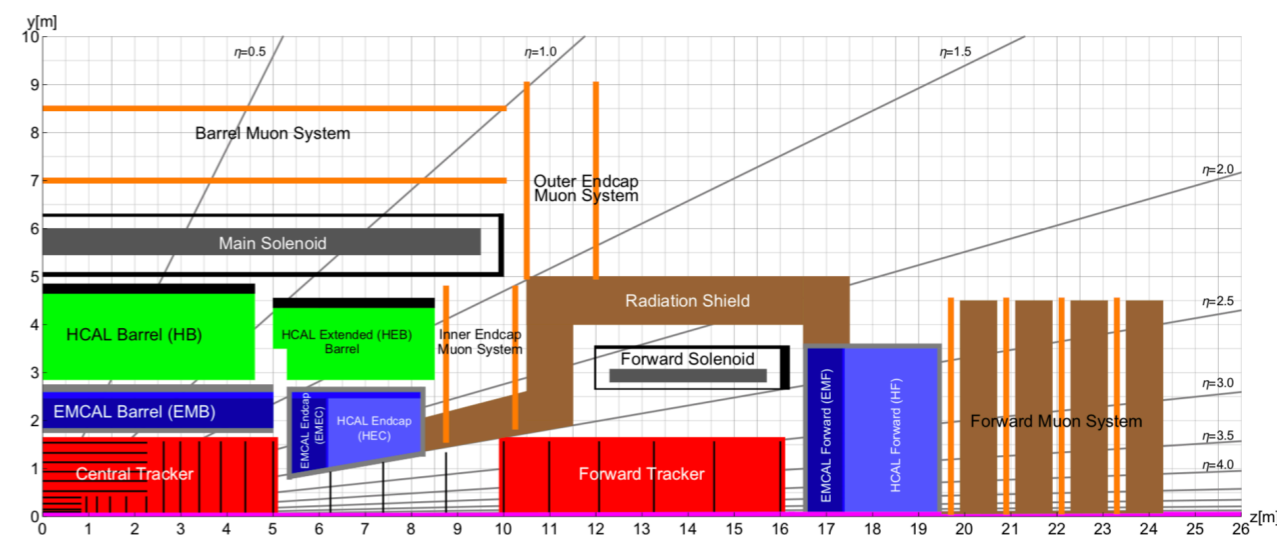 y[m]
10
9
8
7
6
5
4
3
2
1
0
η=0.5
η=1.0
η=1.5
η=2.0
η=2.5
η=3.0
η=3.5
η=4.0
Barrel Muon System
Outer Endcap
Muon System
Main Solenoid
Radiation Shield
HCAL Barrel (HB)
HCAL Extended (HEB)
Barrel
Inner Endcap
Muon System
Forward Solenoid
EMCAL Barrel (EMB)
EMCAL Endcap
(EMEC)
HCAL Endcap
(HEC)
EMCAL Forward (EMF)
HCAL Forward (HF)
Forward Muon System
Central Tracker
Forward Tracker
0 1 2 3 4 5 6 7 8 9 10 11 12 13 14 15 16 17 18 19 20 21 22 23 24 25 26
z[m]